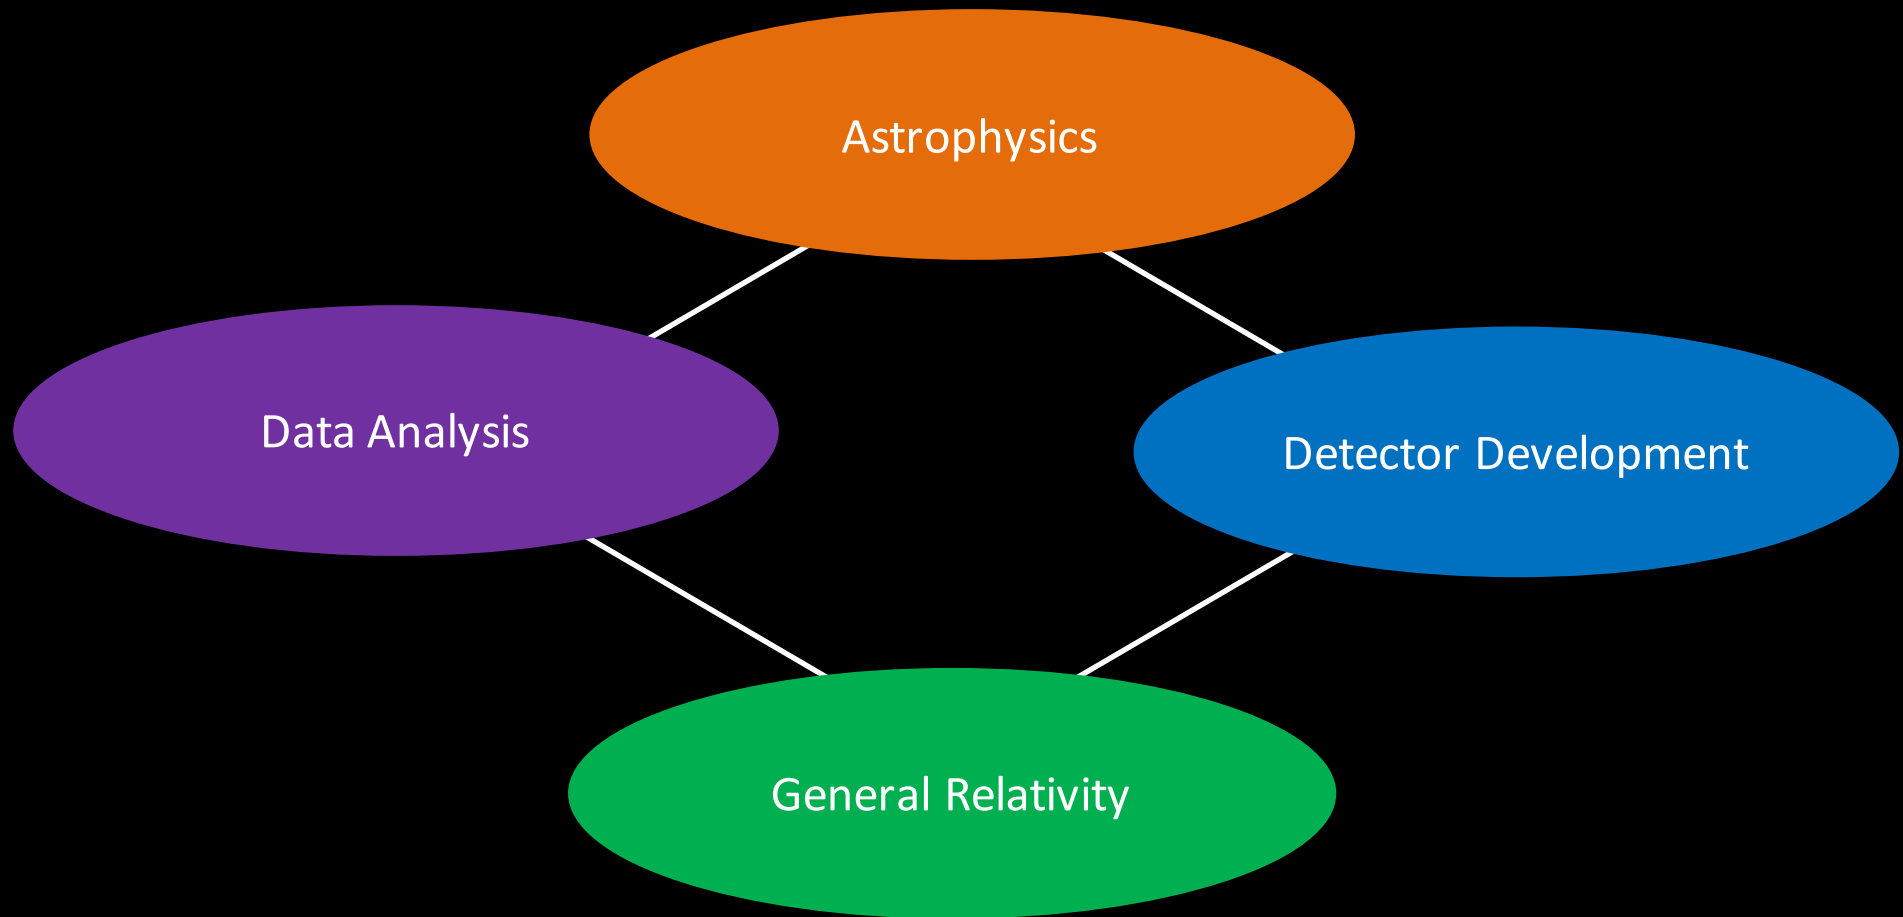 Astrophysics
Data Analysis
Detector Development
General Relativity